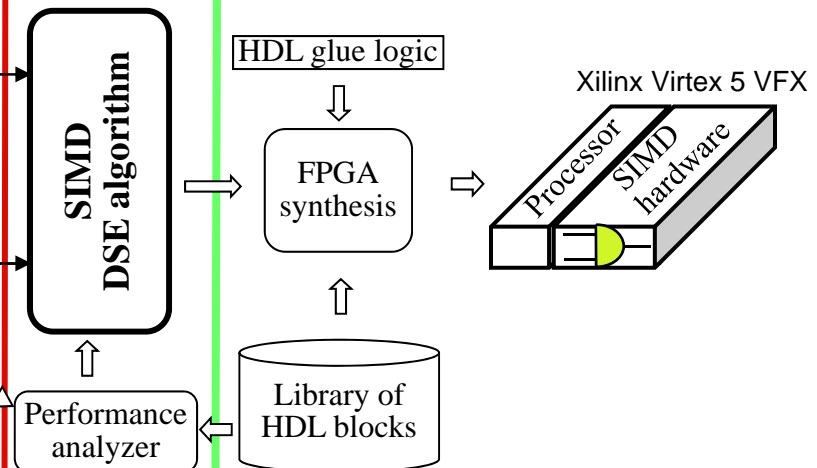 SIMD
DSE algorithm
HDL glue logic
FPGA
synthesis
Xilinx Virtex 5 VFX
Processor
SIMD
hardware
Performance
analyzer
Library of
HDL blocks